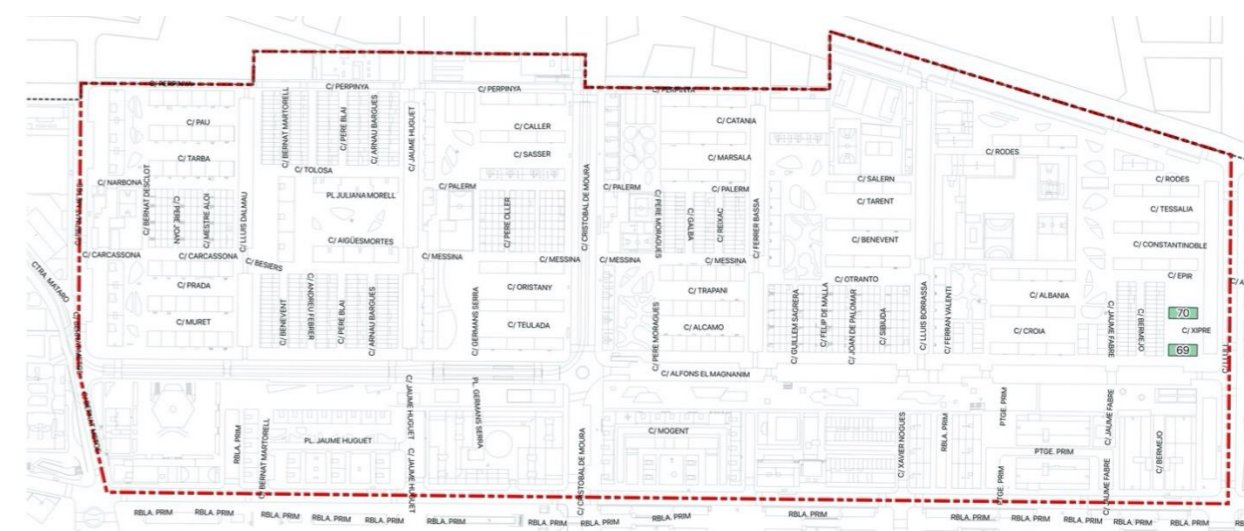 C/ PERPINYA
C/ PERPINYA
C/ PERPINYA
C/ PERPINYA
C/ PAU
C/ BERNAT MARTORELL
C/ PERE BLAI
C/ ARNAU BARGUES
C/ JAUME HUGUET
C/ CALLER
C/ CATANIA
C/ TARBA
C/ SASSER
C/ MARSALA
C/ RODES
C/ TOLOSA
C/ NARBONA
C/ BERNAT DESCLOT
C/ PERE JOAN
C/ MESTRE ALOI
C/ LLUIS DALMAU
PL.JULIANA MORELL
C/ PALERM
C/ PERE OLLER
C/ CRISTOBAL DE MOURA
C/ PALERM
C/ PERE MORAGUES
C/ GALBA
C/ REIXAC
C/ PALERM
C/ FERRER BASSA
C/ SALERN
C/ TARENT
C/ RODES
C/ TESSALIA
C/ AIGÜESMORTES
C/ BENEVENT
C/ CONSTANTINOBLE
C/ CARCASSONA
C/ CARCASSONA
C/ BESIERS
C/ MESSINA
C/ MESSINA
C/ MESSINA
C/ MESSINA
CTRA. MATARO
C/ PRADA
C/ BENEVENT
C/ ANDREU FEBRER
C/ PERE BLAI
C/ ARNAU BARGUES
C/ GERMANS SERRA
C/ ORISTANY
C/ TRAPANI
C/ OTRANTO
C/ EPIR
C/ ALBANIA
C/ MURET
C/ TEULADA
C/ PERE MORAGUES
C/ ALCAMO
C/ GUILLEM SAGRERA
C/ FELIP DE MALLA
C/ JOAN DE PALOMAR
C/ SIBIUDA
C/ LLUIS BORRASSA
C/ FERRAN VALENTI
C/ CROIA
C/ JAUME FABRE
C/ BERMEJO
70
C/ XIPRE
69
C/ ALFONS EL MAGNANIM
C/ JAUME HUGUET
PL. GERMANS SERRA
PTGE. PRIM
C/ JAUME FABRE
RBLA. PRIM
C/ BERNAT MARTORELL
PL. JAUME HUGUET
C/ JAUME HUGUET
C/ CRISTOBAL DE MOURA
C/ MOGENT
C/ XAVIER NOGUES
RBLA. PRIM
PTGE. PRIM
PTGE. PRIM
C/ JAUME FABRE
C/ BERMEJO
RBLA. PRIM
RBLA. PRIM
RBLA. PRIM
RBLA. PRIM
RBLA. PRIM
RBLA. PRIM
RBLA. PRIM
RBLA. PRIM
RBLA. PRIM
RBLA. PRIM
RBLA. PRIM
RBLA. PRIM
RBLA. PRIM